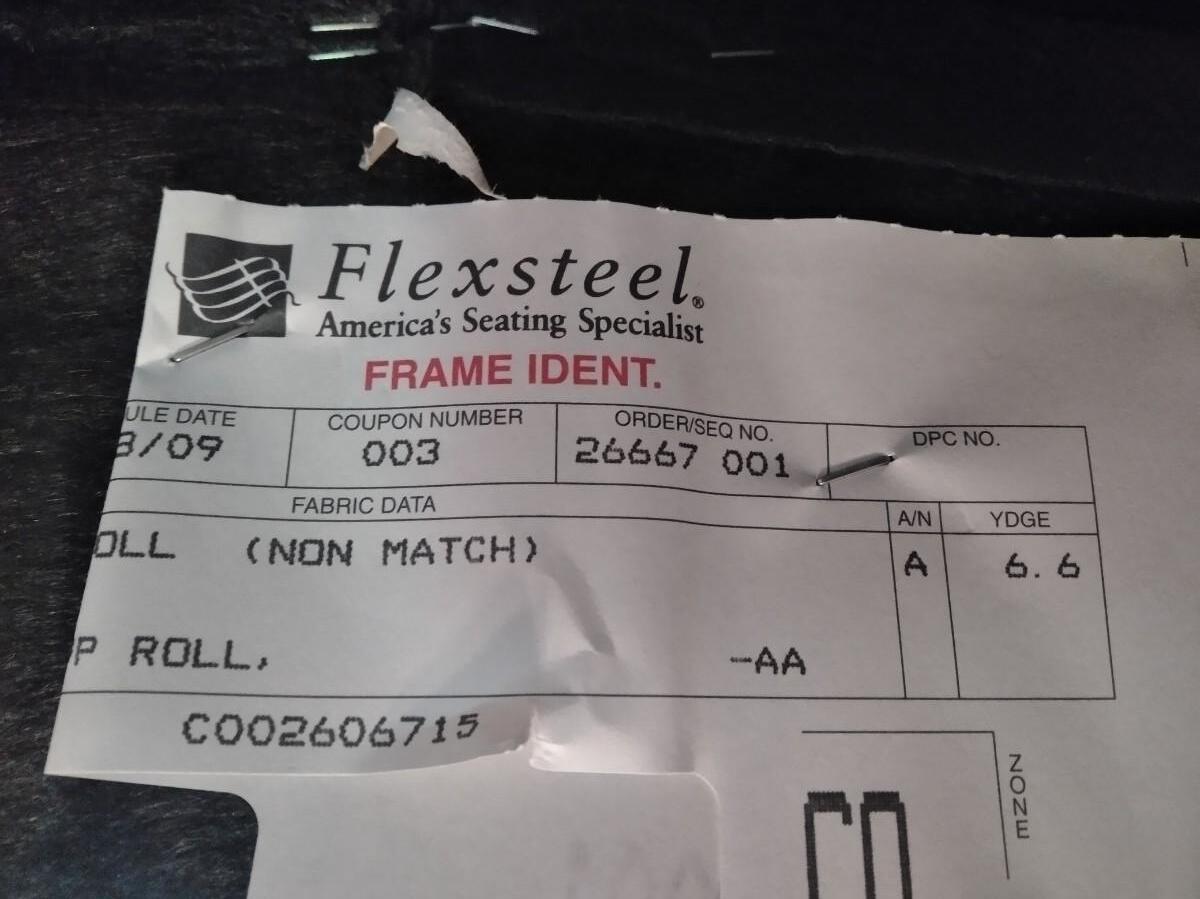 Flexsteel®
America's Seating Specialist
FRAME IDENT.
ULE DATE COUPON NUMBER ORDER/SEQ NO. DPC NO.
3/09 003 26667 001
FABRIC DATA A/N YDGE
OLL (NON MATCH) A 6.6
P ROLL, -AA
C002606715
ZONE